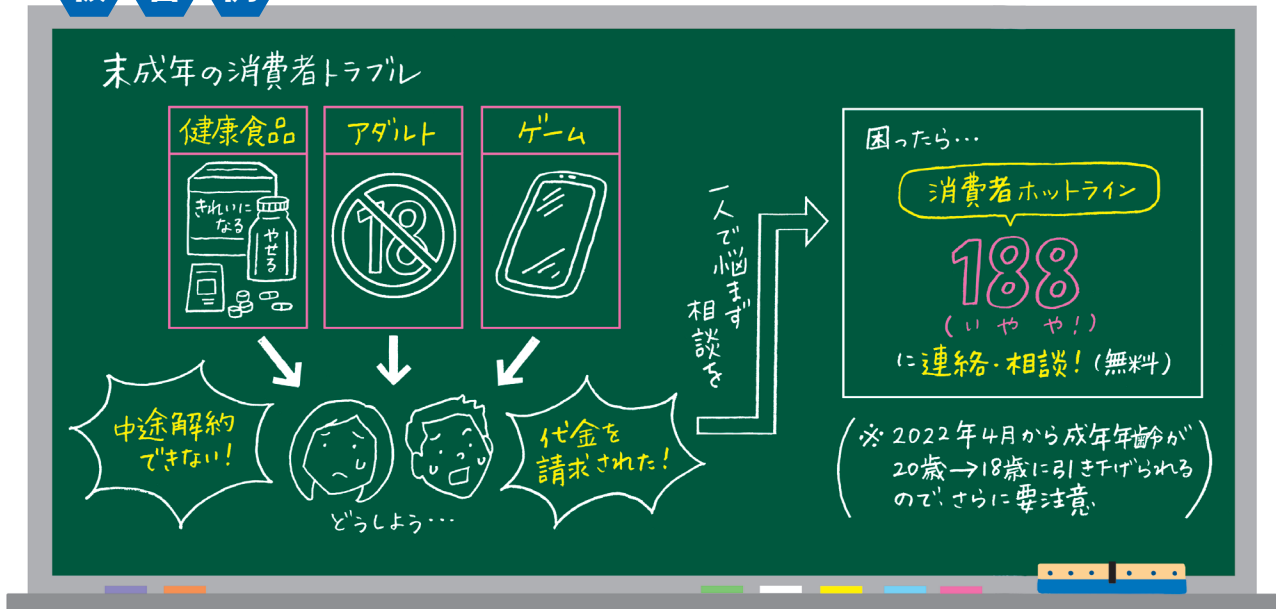 未成年の消費者トラブル
健康食品
アダルト
ゲーム
きれいに
なる
やせる
18
中途解約
できない!
どうしよう…
代金を
請求された!
一人で悩まず
相談を
困ったら…
消費者ホットライン
188
(いやや!)
に連絡・相談!(無料)
(※2022年4月から成年年齢が
20歳→18歳に引き下げられる
ので、さらに要注意)